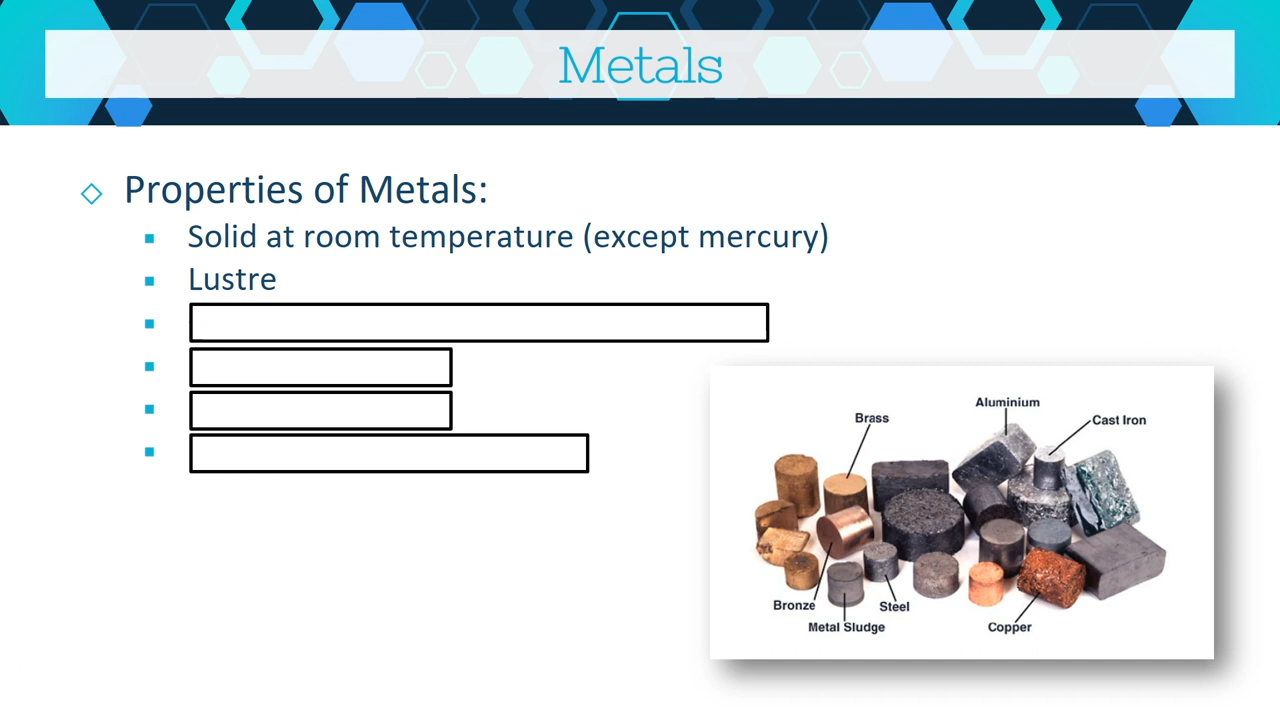 Metals
Properties of Metals:
Solid at room temperature (except mercury)
Lustre
Aluminium
Brass
Cast Iron
Bronze
Steel
Metal Sludge
Copper